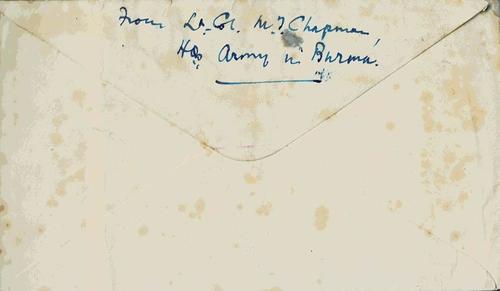 From Lt. Col. M. J. Chapman,
HQ Army in Burma.